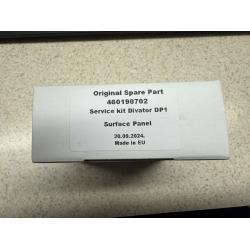 Original Spare Part
460190702
Service kit Divator DP1
Surface Panel
30.09.2024.
Made in EU